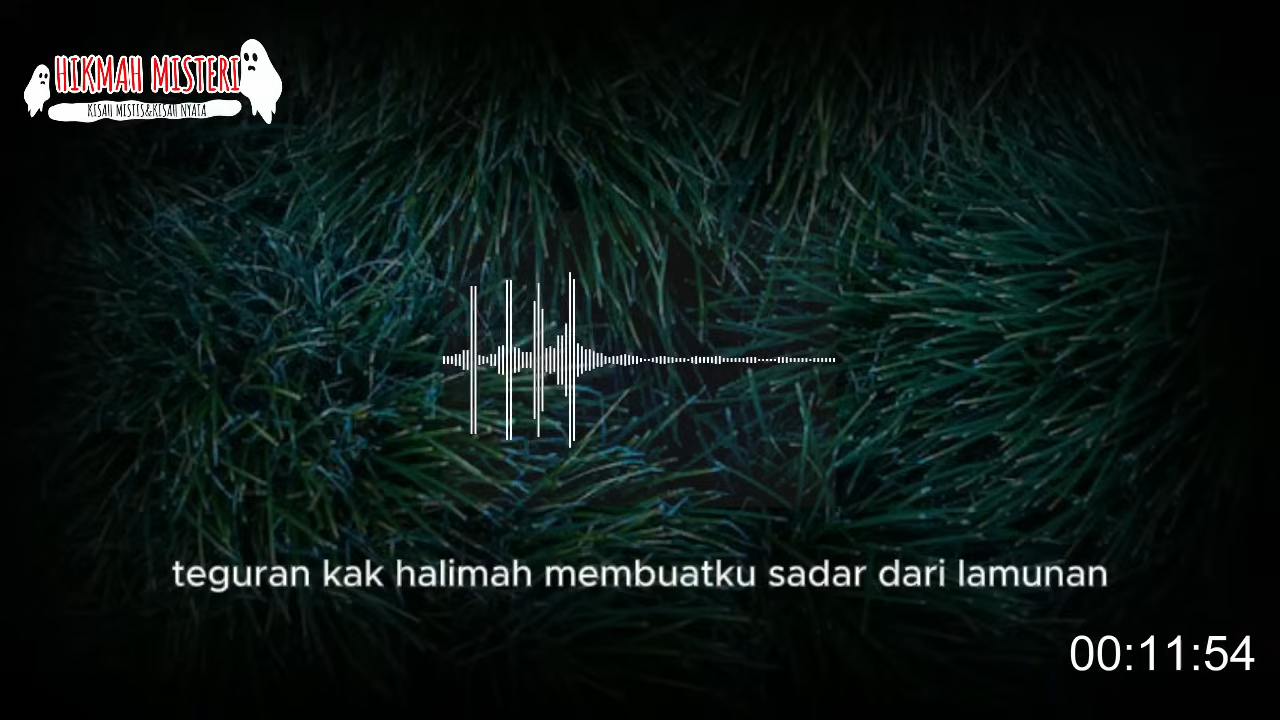 HIKMAH MISTERI
KISAH MISTIS&KISAH NYATA
teguran kak halimah membuatku sadar dari lamunan
00:11:54